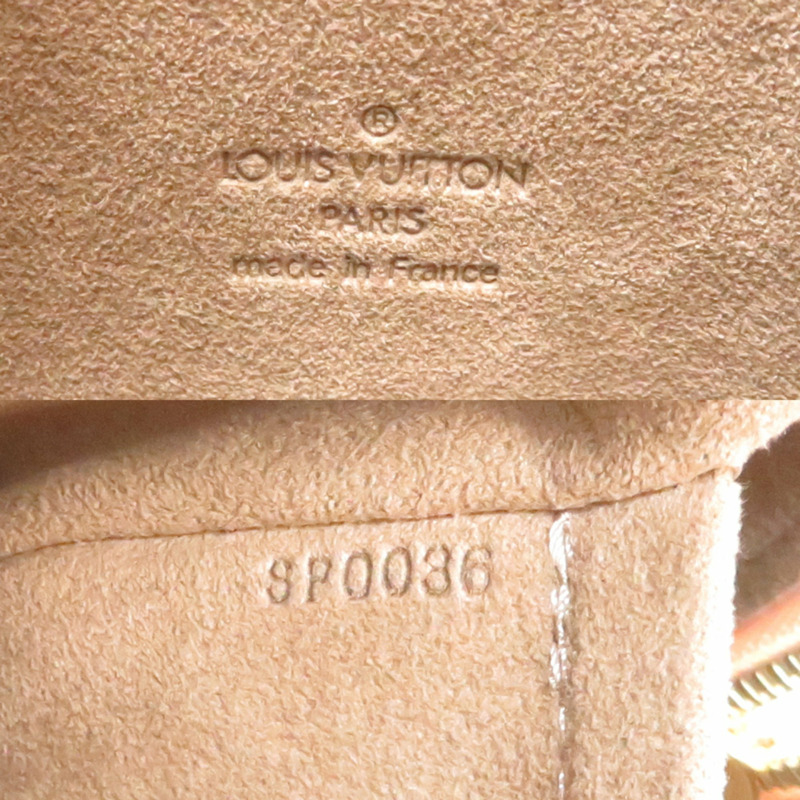 ®
LOUIS VUITTON
PARIS
made in France
SP0036